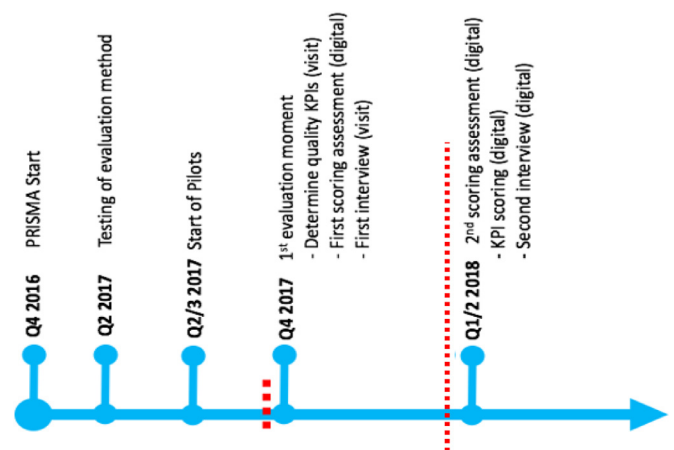 Q4 2016 PRISMA Start
Q2 2017 Testing of evaluation method
Q2/3 2017 Start of Pilots
Q4 2017 1st evaluation moment
- Determine quality KPIs (visit)
- First scoring assessment (digital)
- First interview (visit)
Q1/2 2018 2nd scoring assessment (digital)
- KPI scoring (digital)
- Second interview (digital)